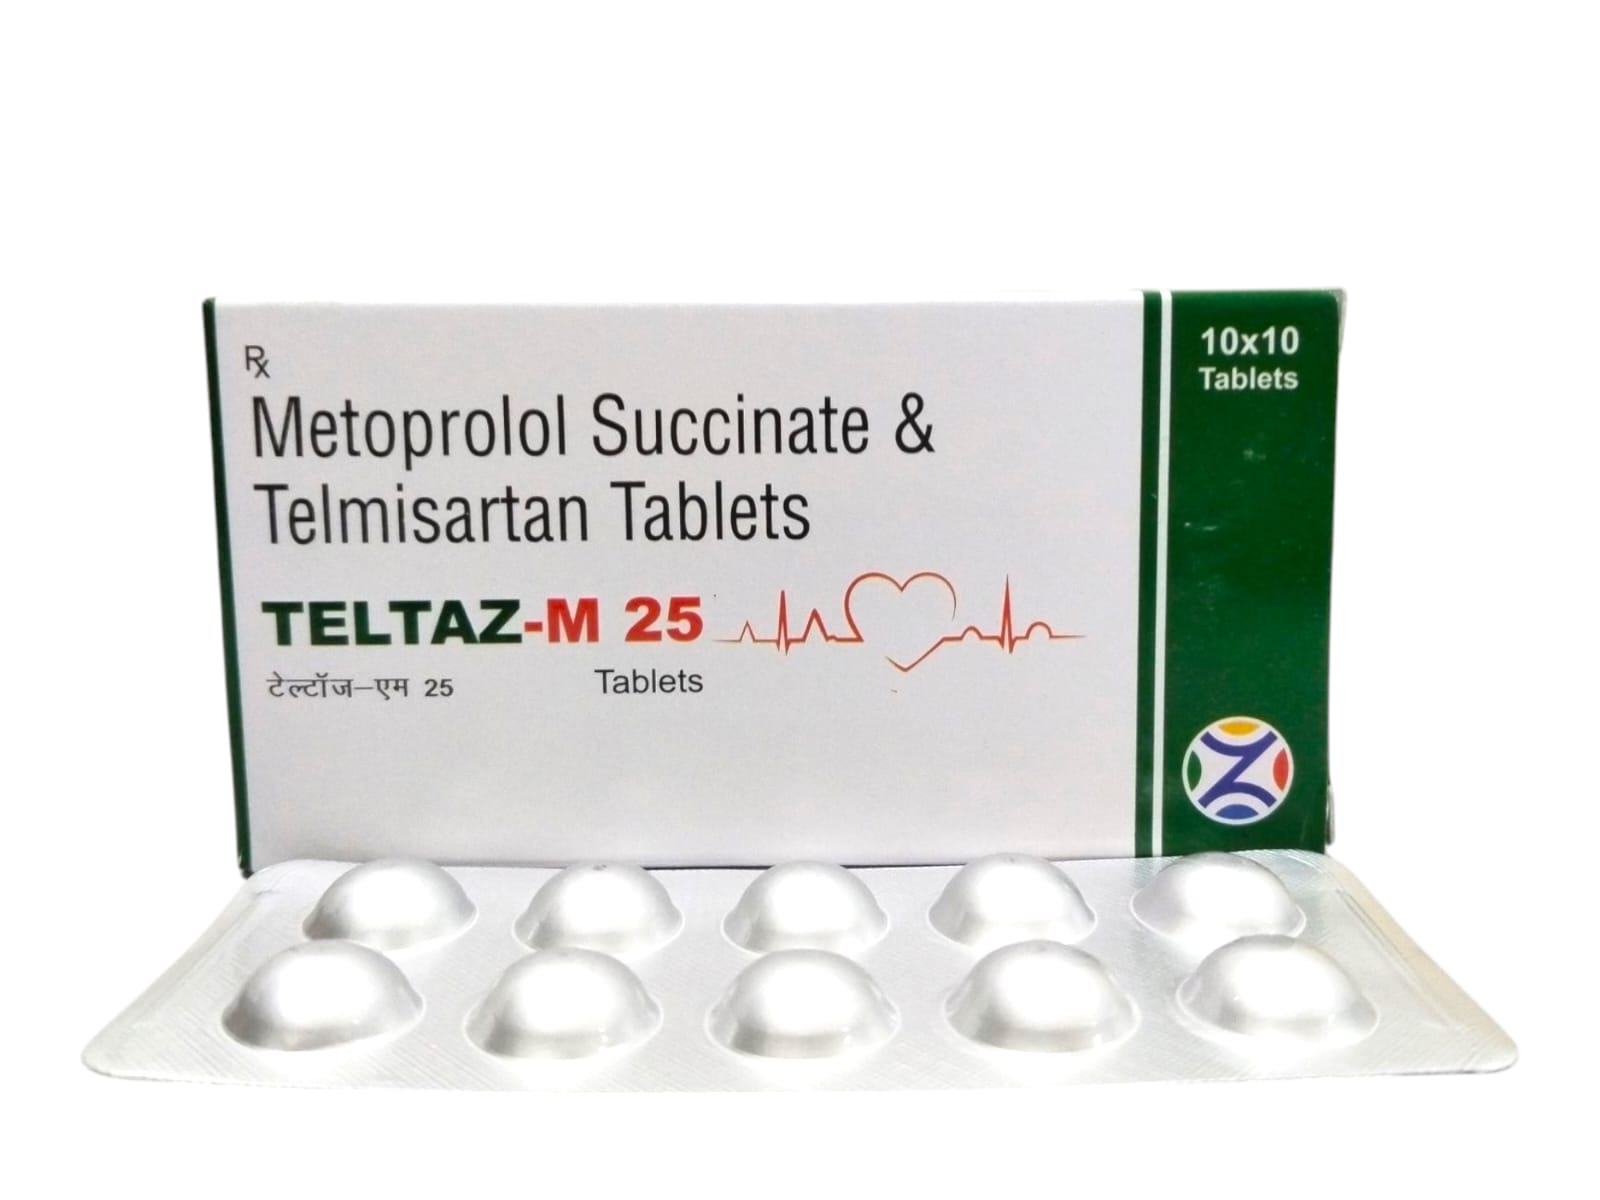 Rx
Metoprolol Succinate &
Telmisartan Tablets
TELTAZ-M 25
टेल्टॉज–एम 25
Tablets
10x10
Tablets